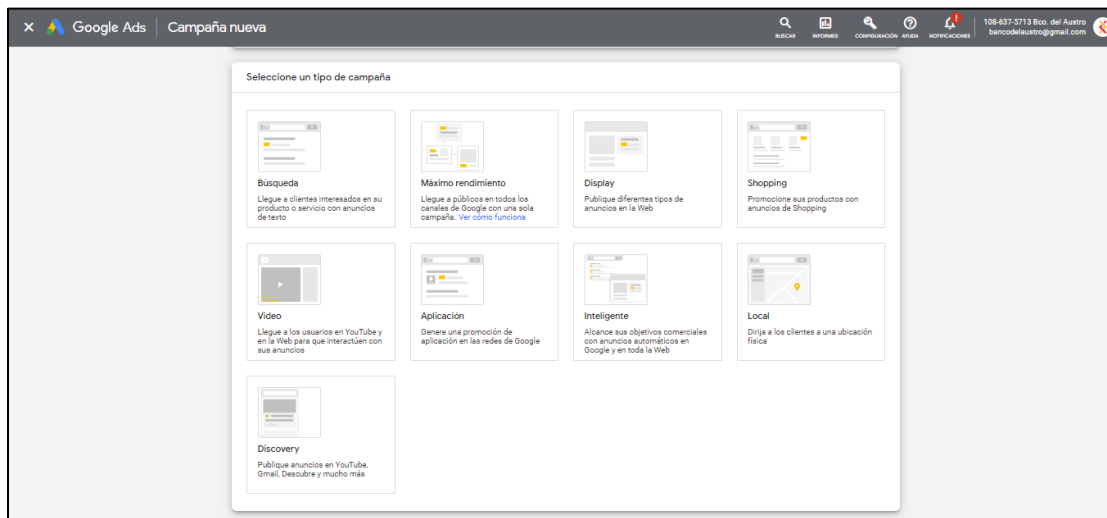 Google Ads Campaña nueva
BUSCAR
INFORMES
CONFIGURACIÓN
AYUDA
NOTIFICACIONES
108-637-5713 Bco. del Austro
bancodelaustro@gmail.com
Seleccione un tipo de campaña
Búsqueda
Llegue a clientes interesados en su
producto o servicio con anuncios
de texto
Máximo rendimiento
Llegue a públicos en todos los
canales de Google con una sola
campaña. Ver cómo funciona
Display
Publique diferentes tipos de
anuncios en la Web
Shopping
Promocione sus productos con
anuncios de Shopping
Video
Llegue a los usuarios en YouTube y
en la Web para que interactúen con
sus anuncios
Aplicación
Genere una promoción de
aplicación en las redes de Google
Inteligente
Alcance sus objetivos comerciales
con anuncios automáticos en
Google y en toda la Web
Local
Dirija a los clientes a una ubicación
física
Discovery
Publique anuncios en YouTube,
Gmail, Descubre y mucho más